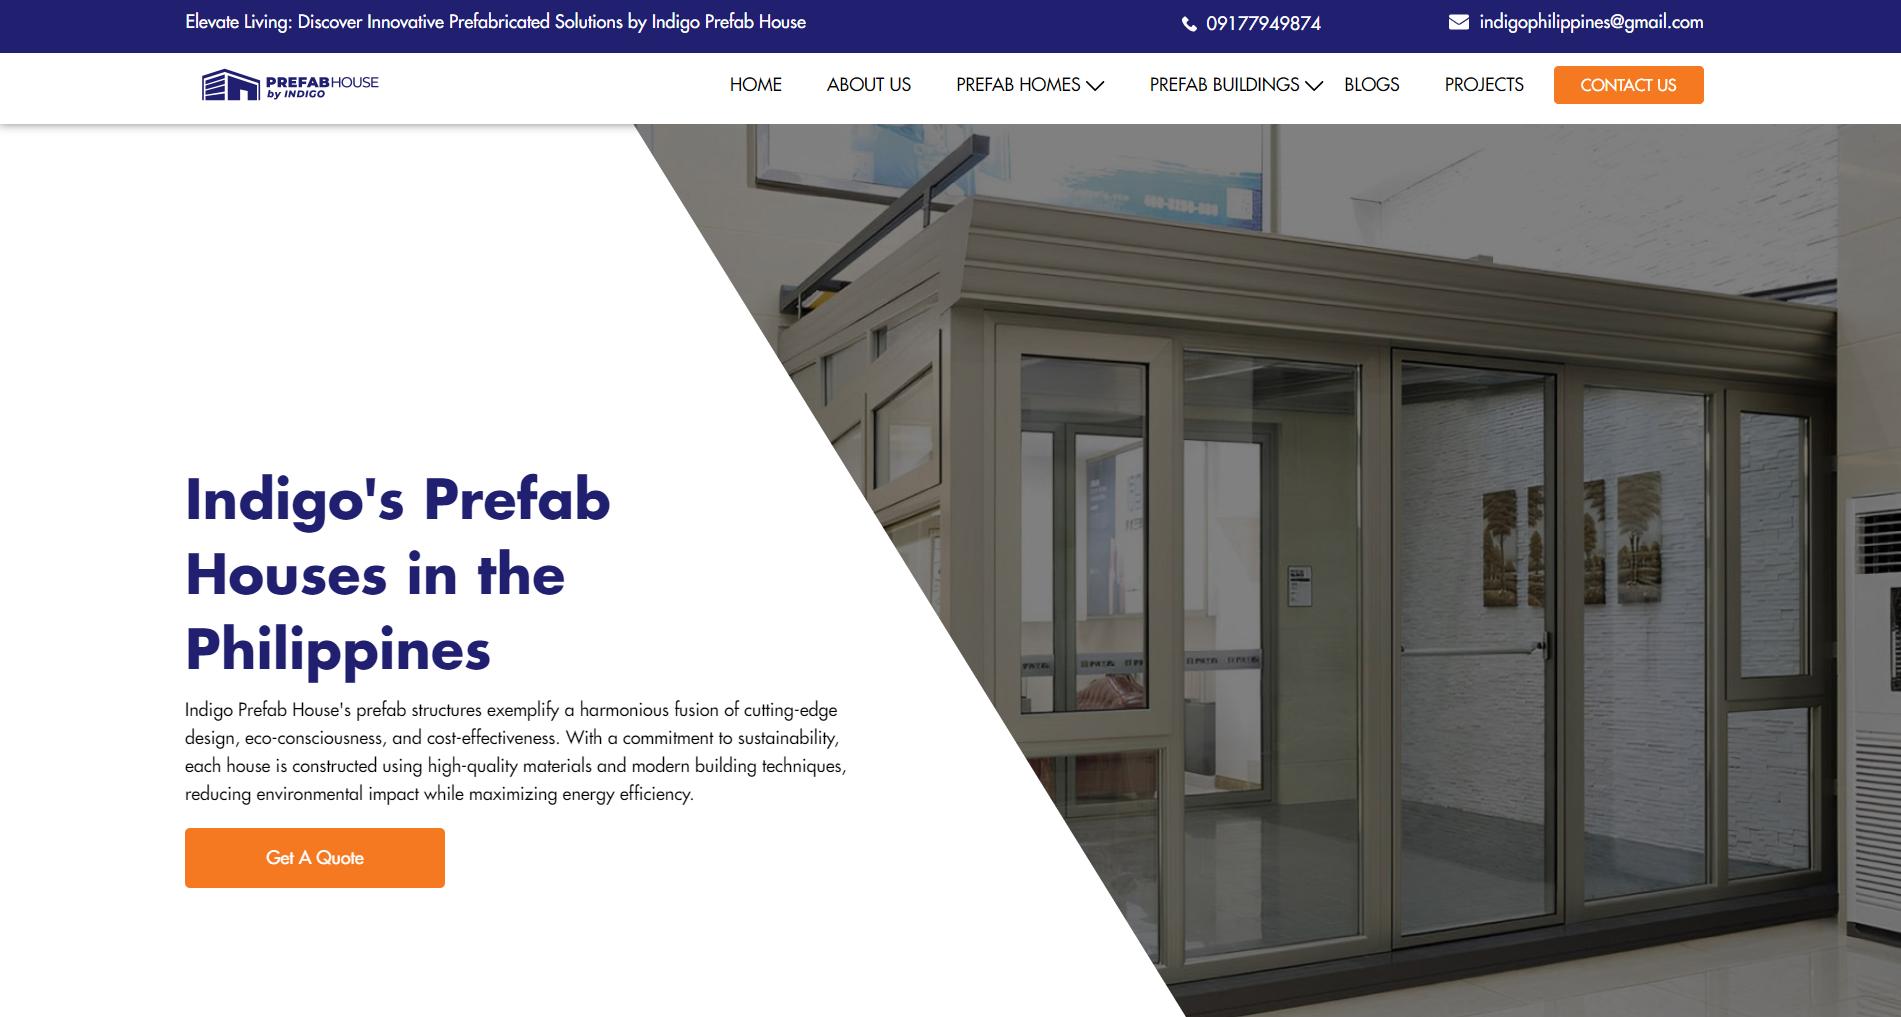 Elevate Living: Discover Innovative Prefabricated Solutions by Indigo Prefab House
09177949874
indigophilippines@gmail.com
PREFABHOUSE
by INDIGO
HOME
ABOUT US
PREFAB HOMES
PREFAB BUILDINGS
BLOGS
PROJECTS
CONTACT US
Indigo's Prefab
Houses in the
Philippines
Indigo Prefab House's prefab structures exemplify a harmonious fusion of cutting-edge
design, eco-consciousness, and cost-effectiveness. With a commitment to sustainability,
each house is constructed using high-quality materials and modern building techniques,
reducing environmental impact while maximizing energy efficiency.
Get A Quote